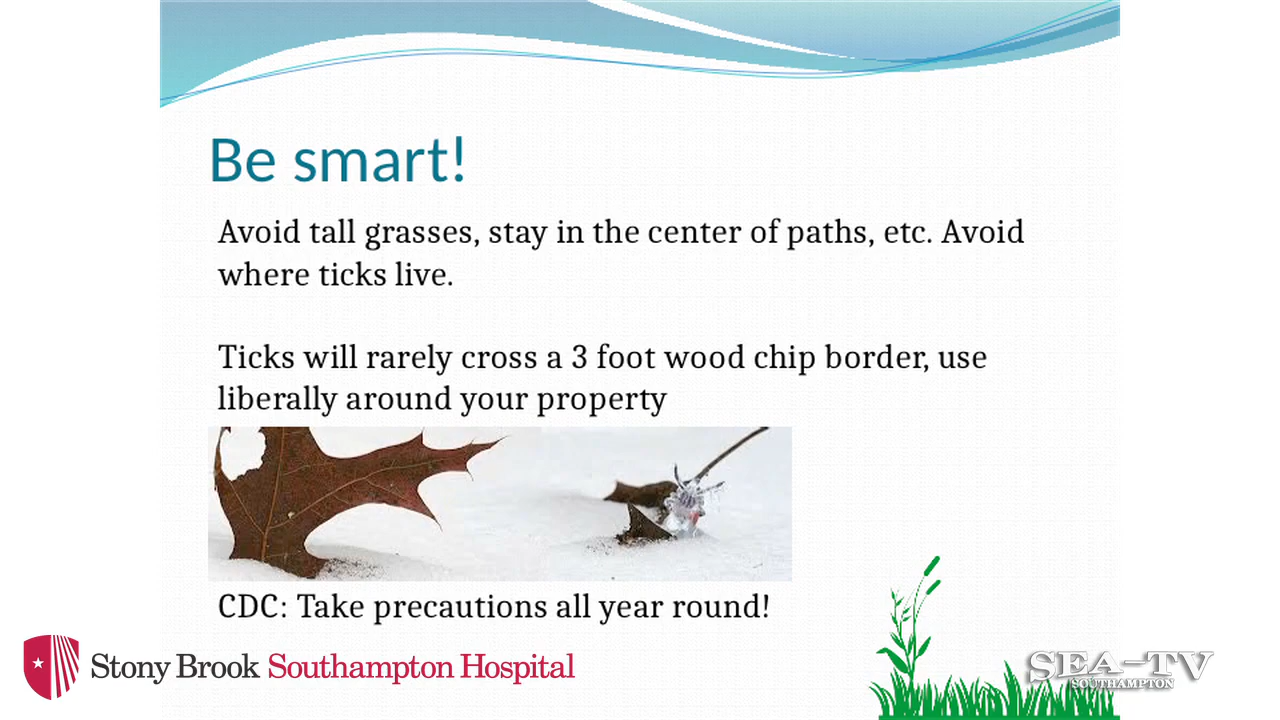 Be smart!
Avoid tall grasses, stay in the center of paths, etc. Avoid
where ticks live.
Ticks will rarely cross a 3 foot wood chip border, use
liberally around your property
CDC: Take precautions all year round!
Stony Brook Southampton Hospital
SEA-TV
SOUTHAMPTON